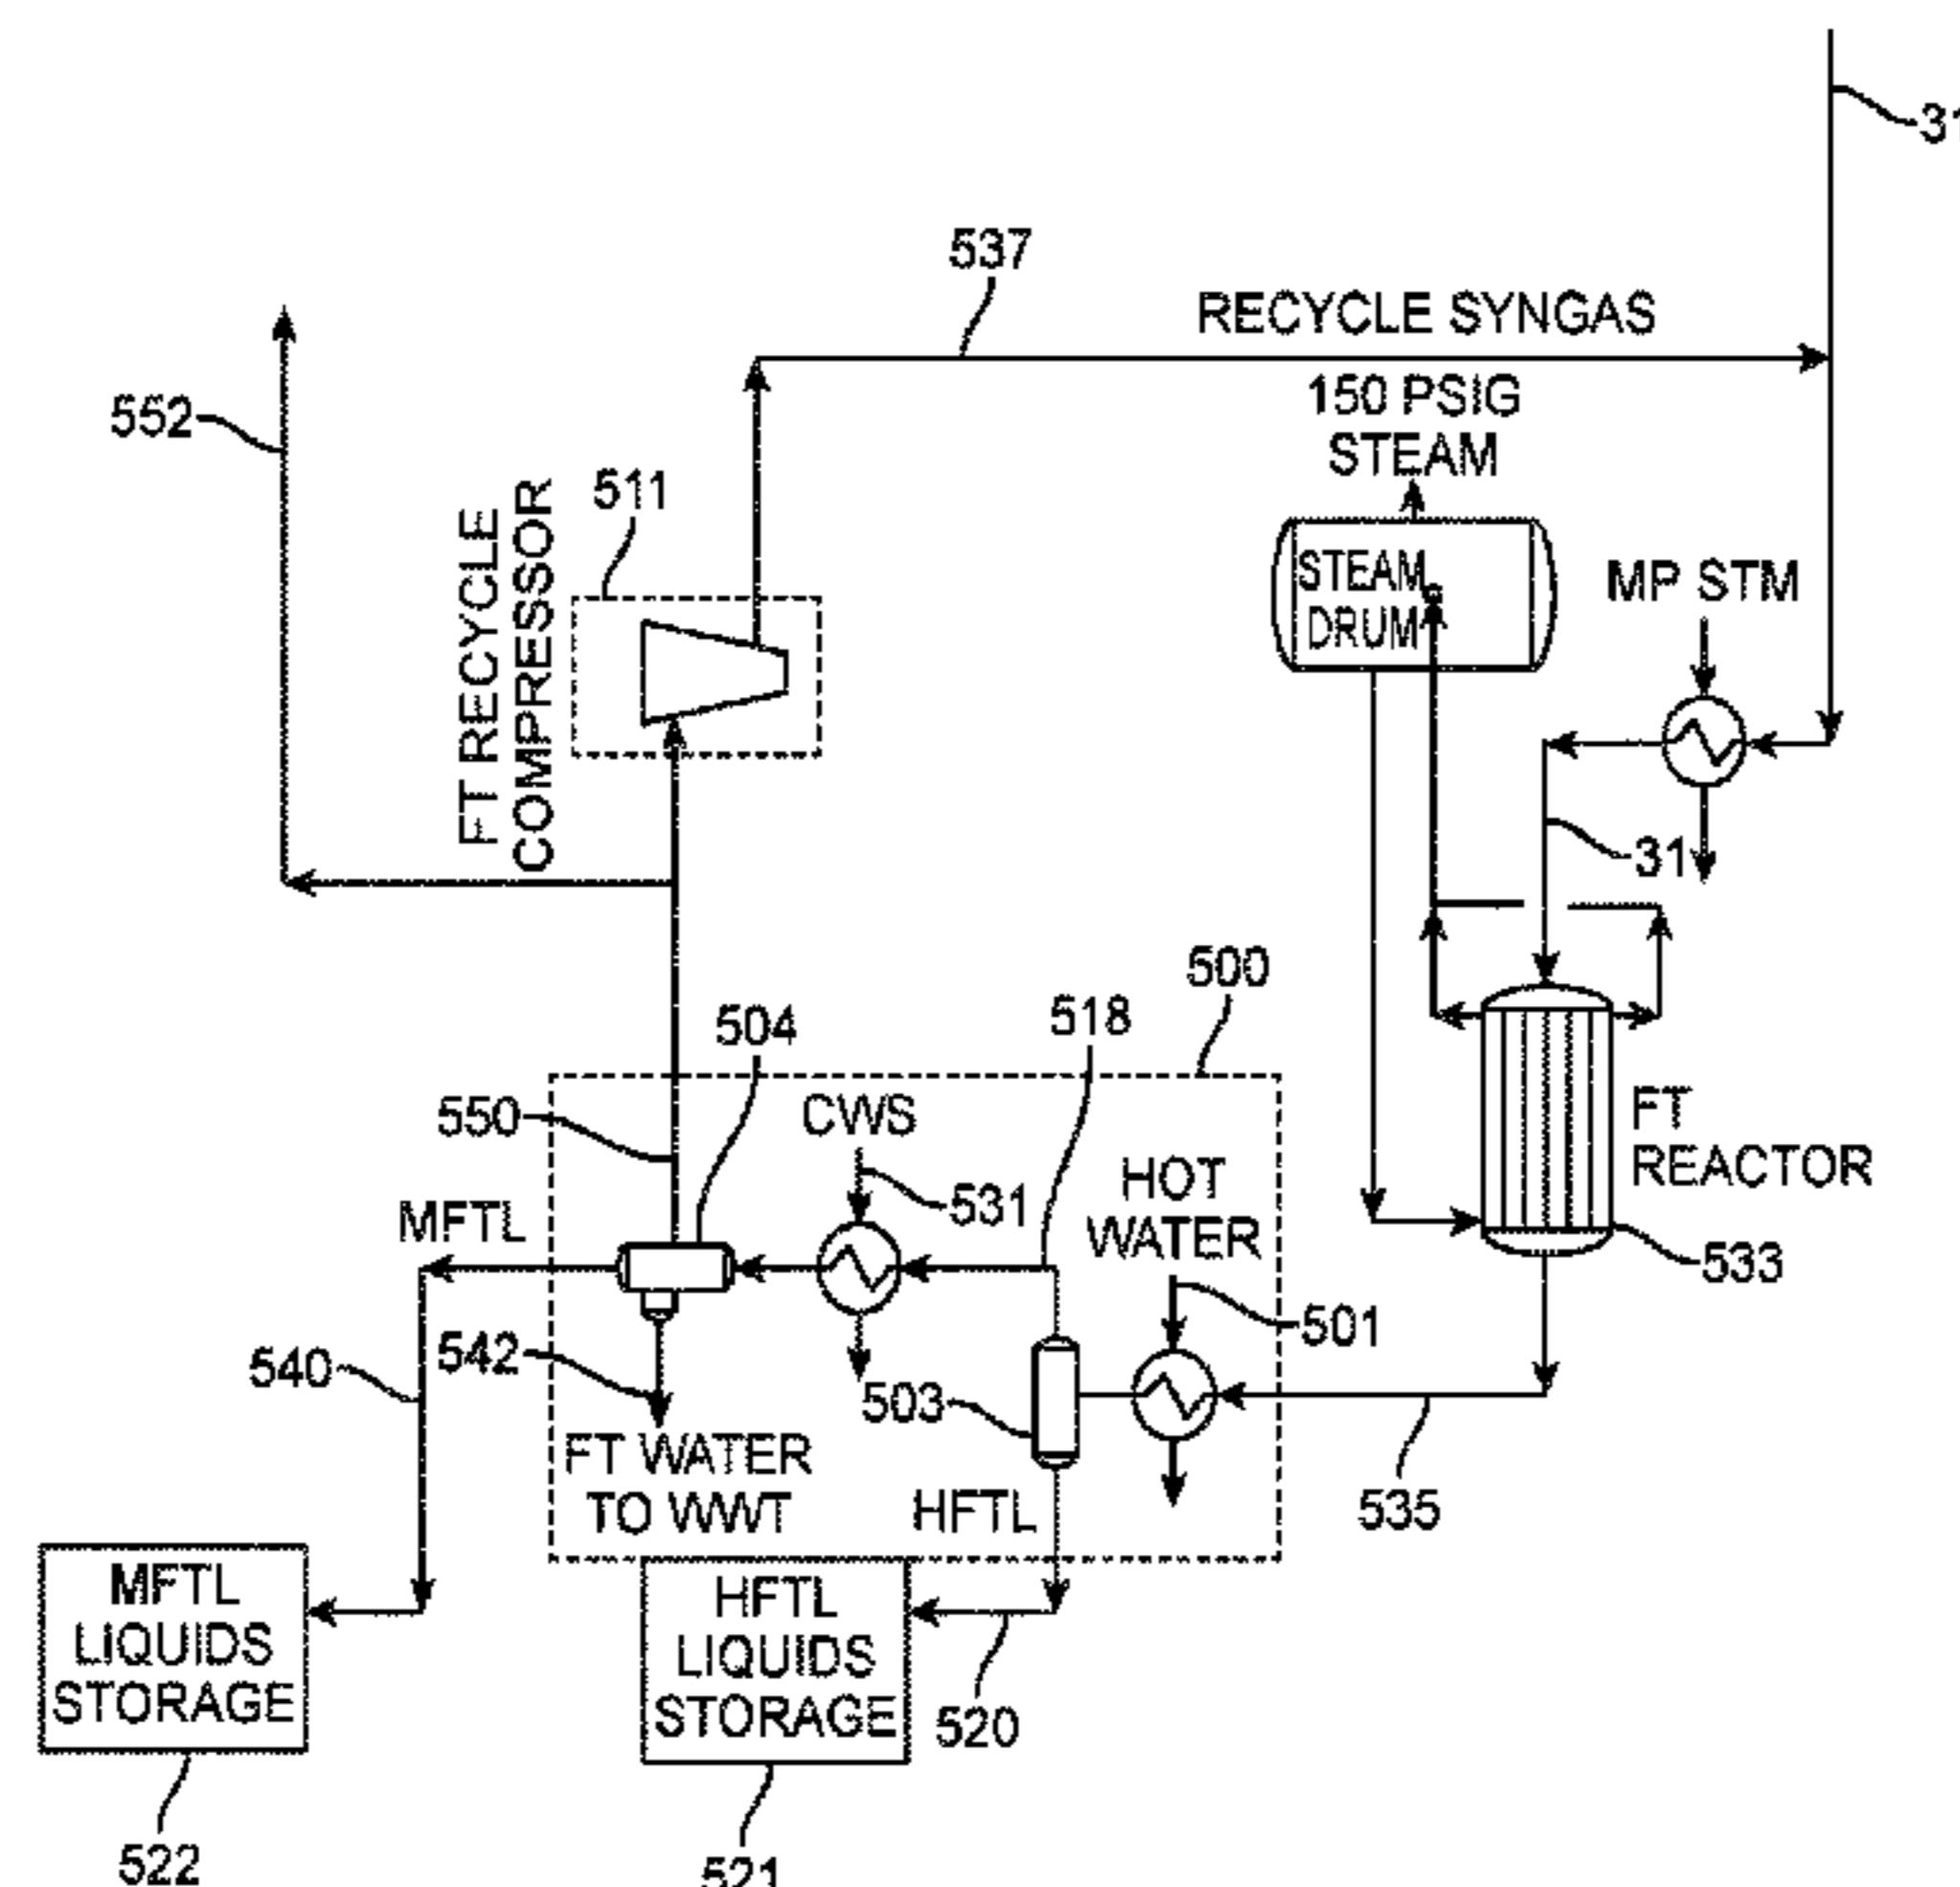 31
537
RECYCLE SYNGAS
552
150 PSIG
STEAM
511
FT RECYCLE
COMPRESSOR
STEAM
DRUM
MP STM
31
500
518
504
550
CWS
531
HOT
WATER
FT
REACTOR
533
MFTL
501
540
542
503
FT WATER
TO WWT
HFTL
535
MFTL
LIQUIDS
STORAGE
HFTL
LIQUIDS
STORAGE
520
522
521